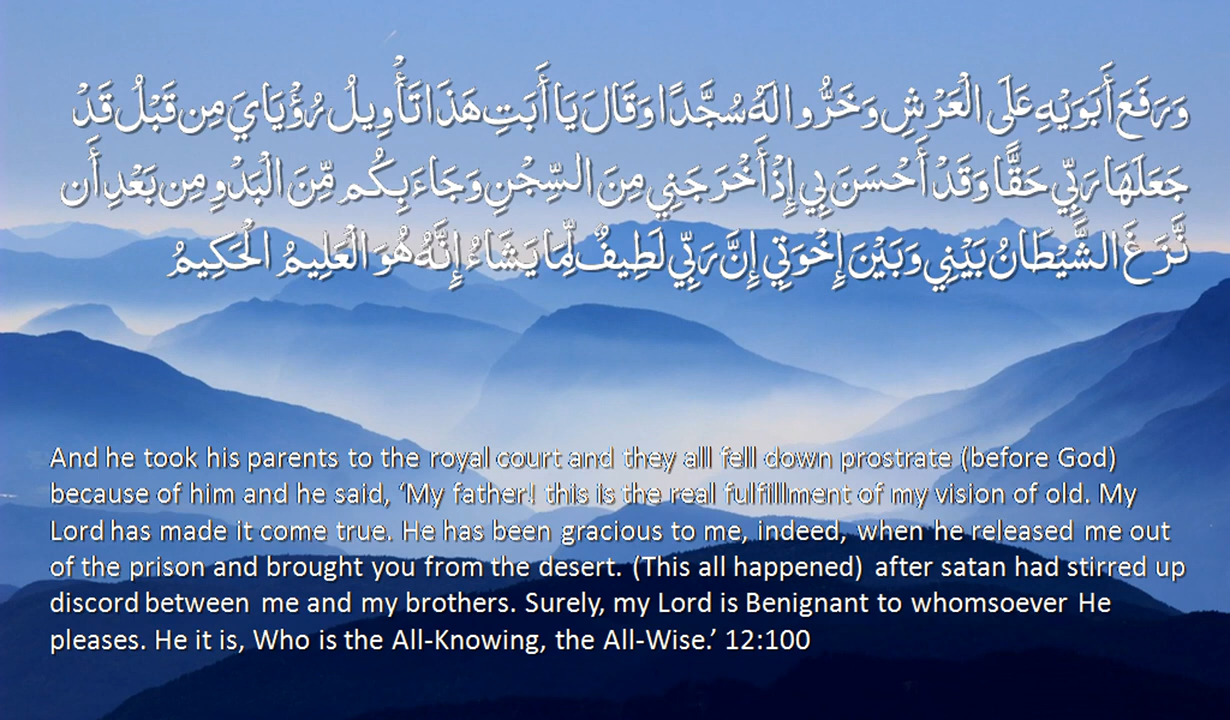 وَرَفَعَ أَبَوَيْهِ عَلَى الْعَرْشِ وَخَرُّوا لَهُ سُجَّدًا وَقَالَ يَا أَبَتِ هَذَا تَأْوِيلُ رُؤْيَايَ مِن قَبْلُ قَدْ
جَعَلَهَا رَبِّي حَقًّا وَقَدْ أَحْسَنَ بِي إِذْ أَخْرَجَنِي مِنَ السِّجْنِ وَجَاءَ بِكُم مِّنَ الْبَدْوِ مِن بَعْدِ أَن
نَّزَغَ الشَّيْطَانُ بَيْنِي وَبَيْنَ إِخْوَتِي إِنَّ رَبِّي لَطِيفٌ لِّمَا يَشَاءُ إِنَّهُ هُوَ الْعَلِيمُ الْحَكِيمُ
And he took his parents to the royal court and they all fell down prostrate (before God)
because of him and he said, ‘My father! this is the real fulfillment of my vision of old. My
Lord has made it come true. He has been gracious to me, indeed, when he released me out
of the prison and brought you from the desert. (This all happened) after satan had stirred up
discord between me and my brothers. Surely, my Lord is Benignant to whomsoever He
pleases. He it is, Who is the All-Knowing, the All-Wise.’ 12:100